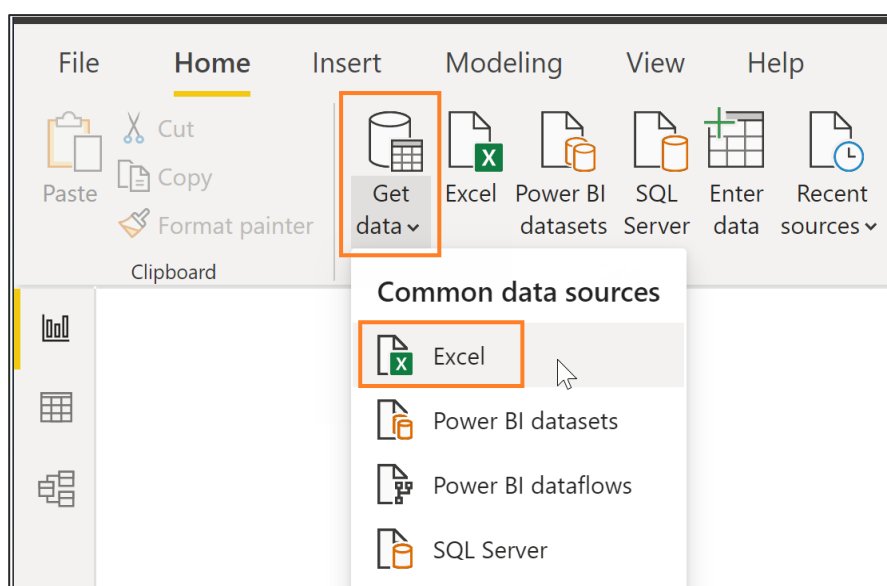 File Home Insert Modeling View Help
Paste
Cut
Copy
Format painter
Clipboard
Get
data
Excel
Power BI
datasets
SQL
Server
Enter
data
Recent
sources
Common data sources
Excel
Power BI datasets
Power BI dataflows
SQL Server